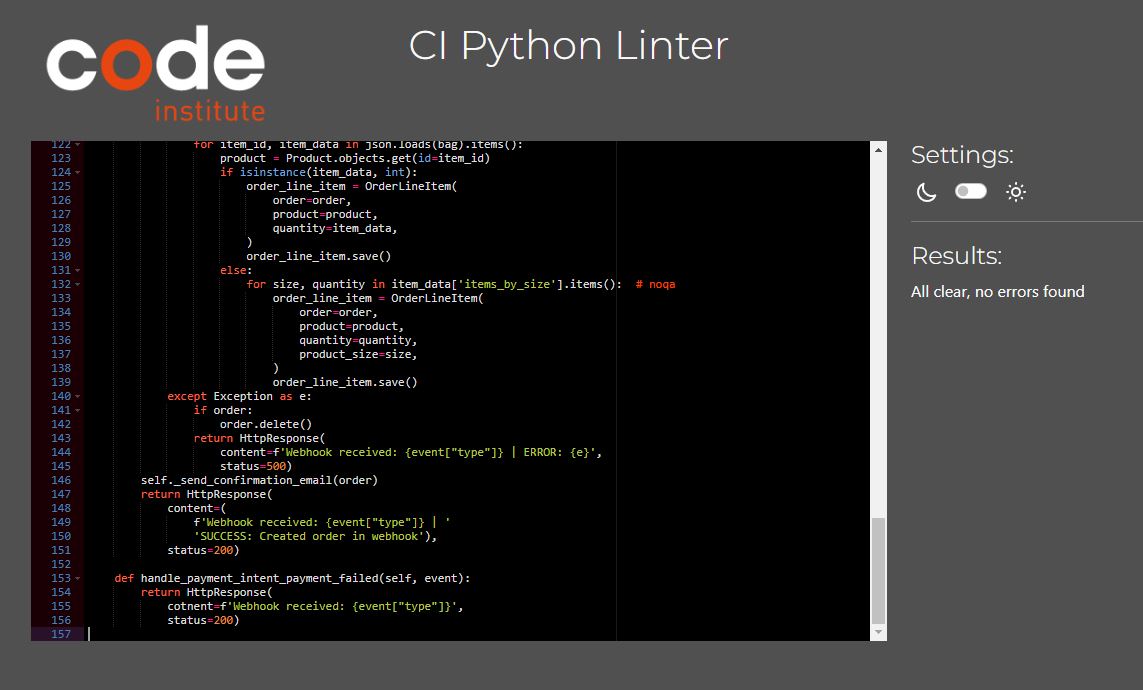 code
institute
CI Python Linter
122 for item_id, item_data in json.loads(bag).items():
123 product = Product.objects.get(id=item_id)
124 if isinstance(item_data, int):
125 order_line_item = OrderLineItem(
126 order=order,
127 product=product,
128 quantity=item_data,
129 )
130 order_line_item.save()
131 else:
132 for size, quantity in item_data['items_by_size'].items():  # noqa
133 order_line_item = OrderLineItem(
134 order=order,
135 product=product,
136 quantity=quantity,
137 product_size=size,
138 )
139 order_line_item.save()
140 except Exception as e:
141 if order:
142 order.delete()
143 return HttpResponse(
144 content=f'Webhook received: {event["type"]} | ERROR: {e}',
145 status=500)
146 self._send_confirmation_email(order)
147 return HttpResponse(
148 content=(
149 f'Webhook received: {event["type"]} | '
150 'SUCCESS: Created order in webhook'),
151 status=200)
152
153 def handle_payment_intent_payment_failed(self, event):
154 return HttpResponse(
155 cotnent=f'Webhook received: {event["type"]}',
156 status=200)
157
Settings:
Results:
All clear, no errors found